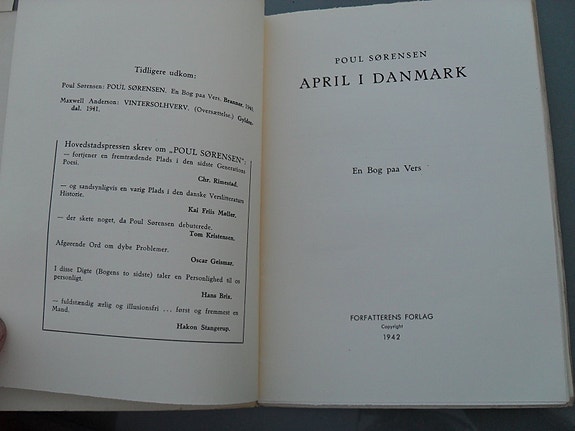 Tidligere udkom:
Poul Sørensen: POUL SØRENSEN. En Bog paa Vers. Branner.
Maxwell Anderson: VINTERSOLHVERV. (Oversættelse.) Gylden-
dal. 1941.
Hovedstadspressen skrev om „POUL SØRENSEN“:
— fortjener en fremtrædende Plads i den sidste Generations
Poesi.
Chr. Rimestad.
— og sandsynligvis en varig Plads i den danske Verslitteraturs
Historie.
Kai Friis Møller.
— der skete noget, da Poul Sørensen debuterede.
Tom Kristensen.
Afgørende Ord om dybe Problemer.
Oscar Geismar.
I disse Digte (Bogens to sidste) taler en Personlighed til os
personligt.
Hans Brix.
— fuldstændig ærlig og illusionsfri ... først og fremmest en
Mand.
Hakon Stangerup.
POUL SØRENSEN
APRIL I DANMARK
En Bog paa Vers
FORFATTERENS FORLAG
Copyright
1942